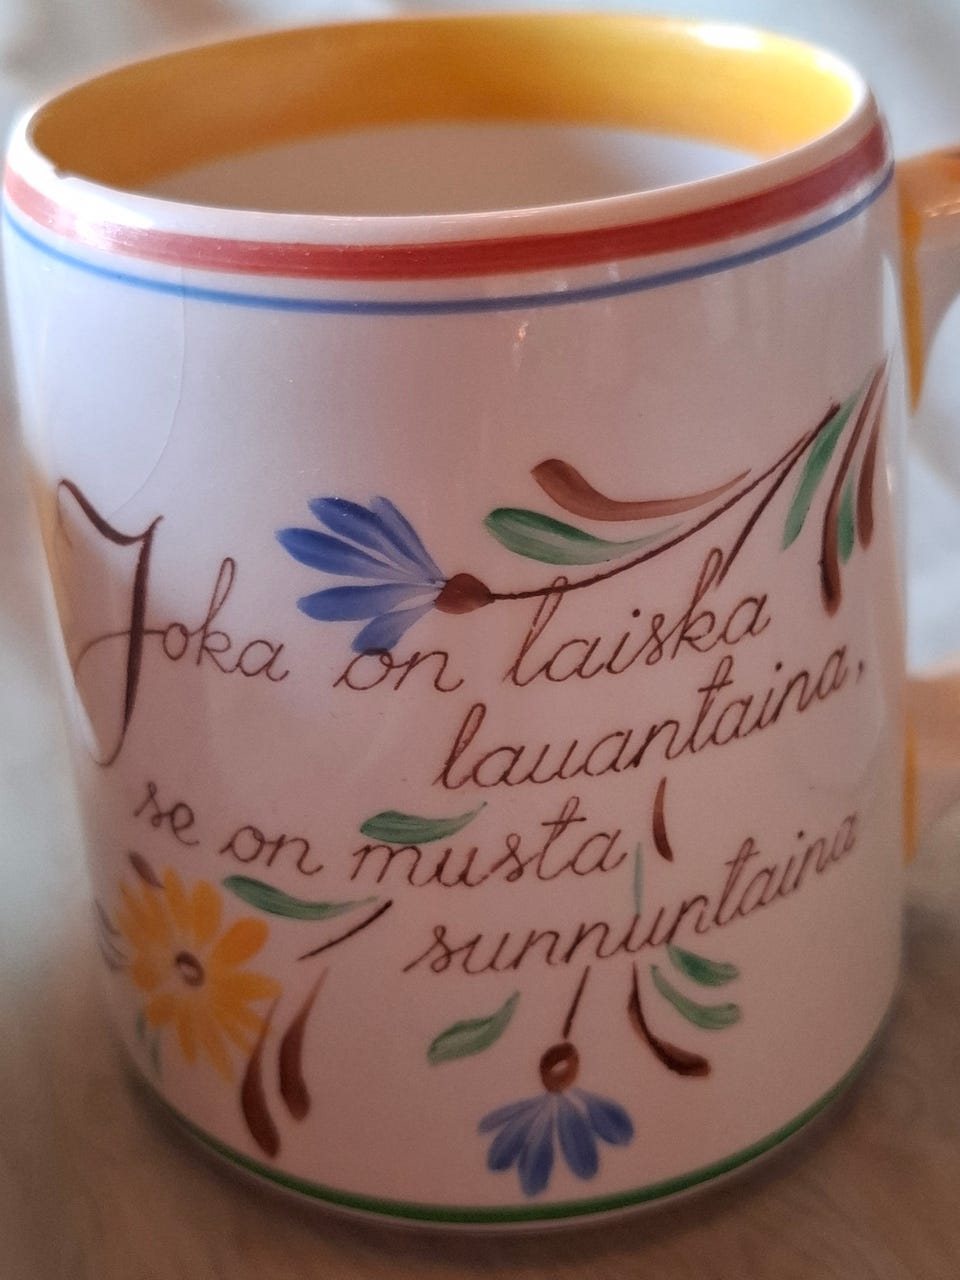 Joka on laiska
lauantaina,
se on musta
sunnuntaina